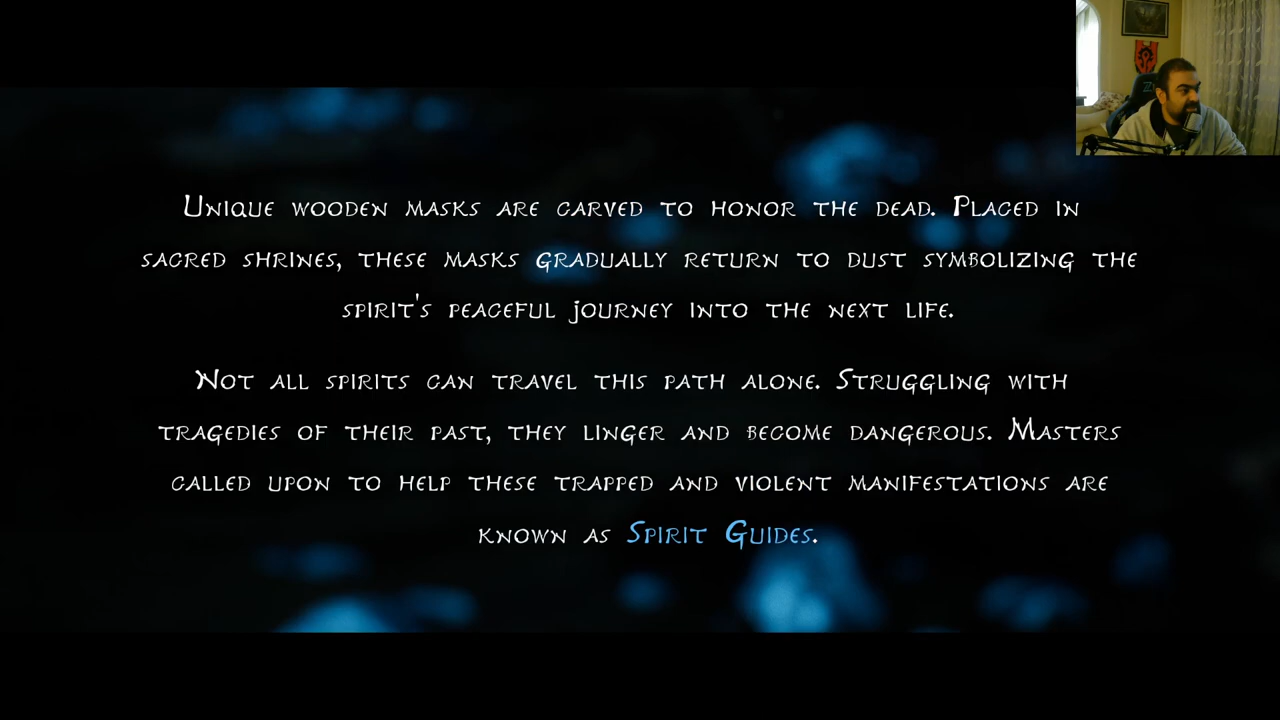 Unique wooden masks are carved to honor the dead. Placed in
sacred shrines, these masks gradually return to dust symbolizing the
spirit's peaceful journey into the next life.
Not all spirits can travel this path alone. Struggling with
tragedies of their past, they linger and become dangerous. Masters
called upon to help these trapped and violent manifestations are
known as Spirit Guides.